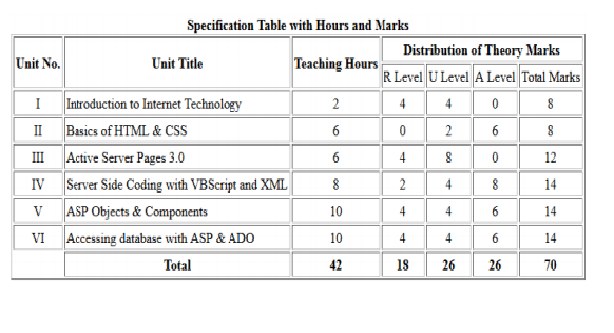 Specification Table with Hours and Marks
Unit No. Unit Title Teaching Hours Distribution of Theory Marks
R Level U Level A Level Total Marks
I Introduction to Internet Technology 2 4 4 0 8
II Basics of HTML & CSS 6 0 2 6 8
III Active Server Pages 3.0 6 4 8 0 12
IV Server Side Coding with VBScript and XML 8 2 4 8 14
V ASP Objects & Components 10 4 4 6 14
VI Accessing database with ASP & ADO 10 4 4 6 14
Total 42 18 26 26 70